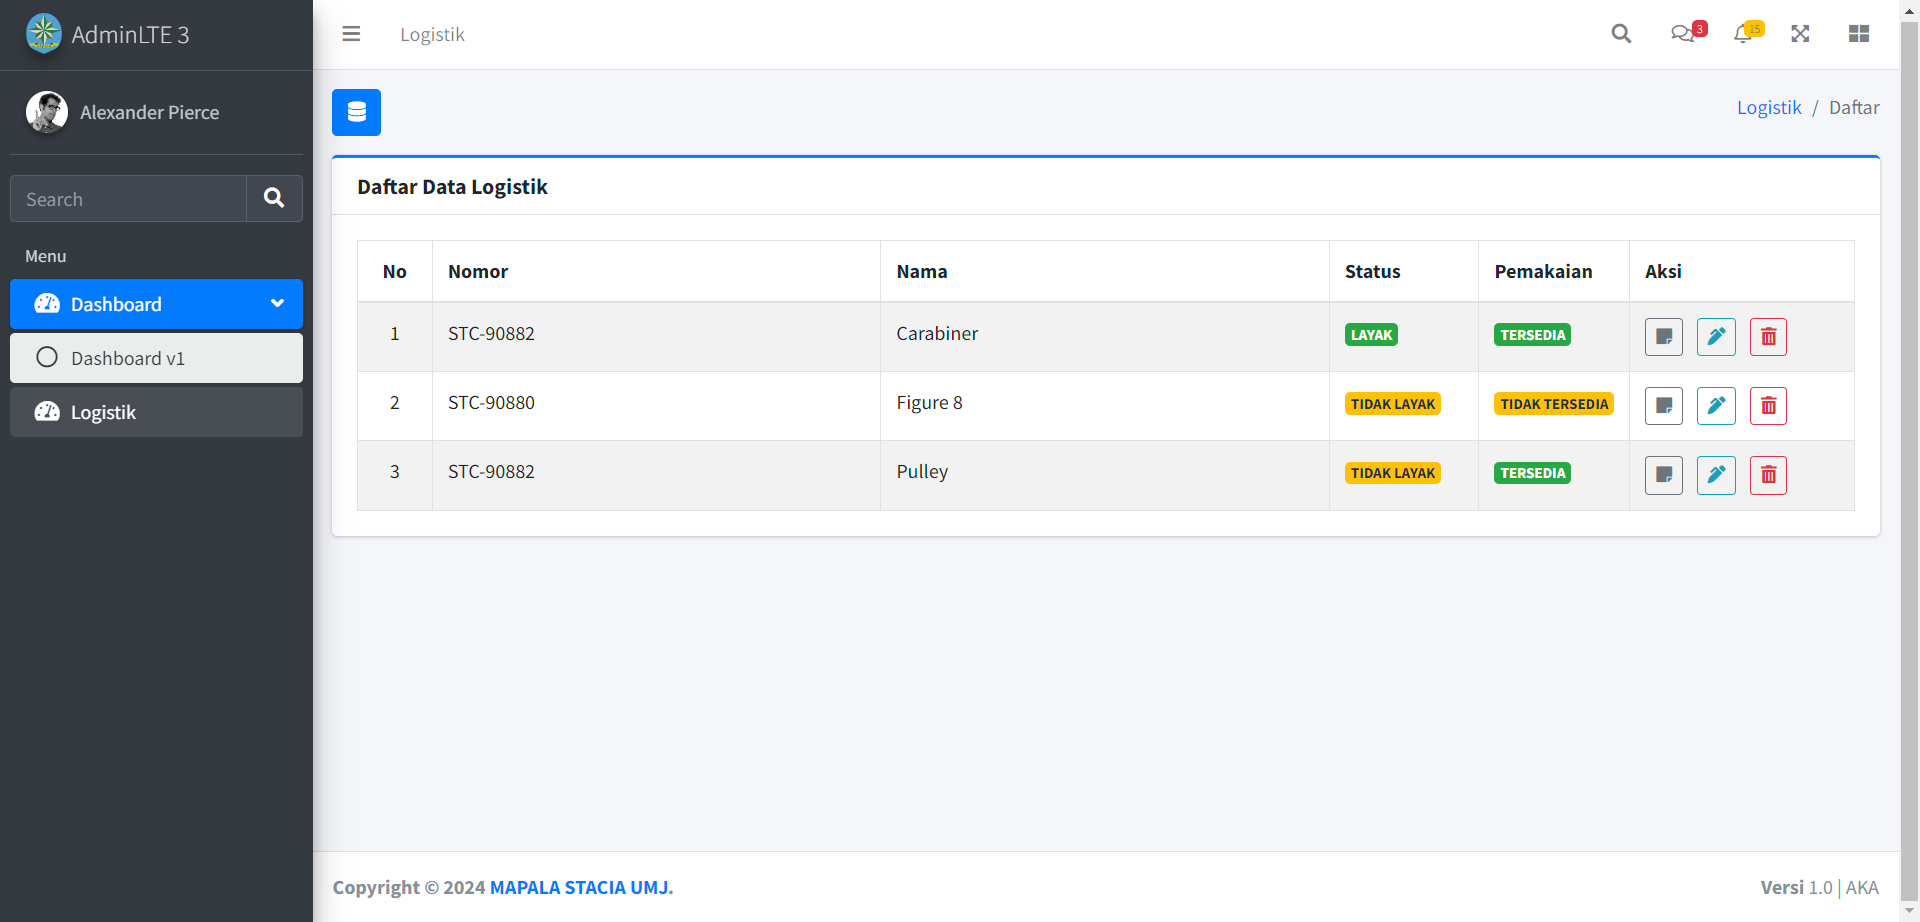 AdminLTE 3
Logistik
3
15
Alexander Pierce
Logistik / Daftar
Search
Menu
Dashboard
Dashboard v1
Logistik
Daftar Data Logistik
No Nomor Nama Status Pemakaian Aksi
1 STC-90882 Carabiner LAYAK TERSEDIA
2 STC-90880 Figure 8 TIDAK LAYAK TIDAK TERSEDIA
3 STC-90882 Pulley TIDAK LAYAK TERSEDIA
Copyright © 2024 MAPALA STACIA UMJ.
Versi 1.0 | AKA